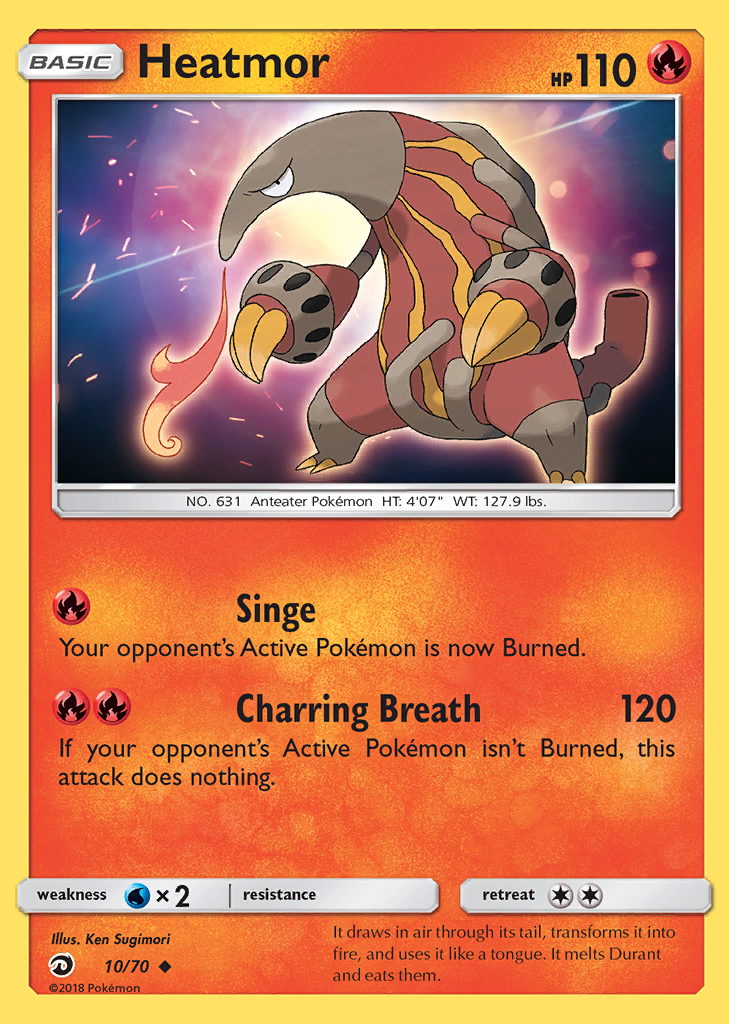 BASIC Heatmor HP 110
NO. 631 Anteater Pokémon HT: 4'07" WT: 127.9 lbs.
Singe
Your opponent's Active Pokémon is now Burned.
Charring Breath 120
If your opponent's Active Pokémon isn't Burned, this
attack does nothing.
weakness ×2 resistance retreat
Illus. Ken Sugimori
10/70
©2018 Pokémon
It draws in air through its tail, transforms it into
fire, and uses it like a tongue. It melts Durant
and eats them.